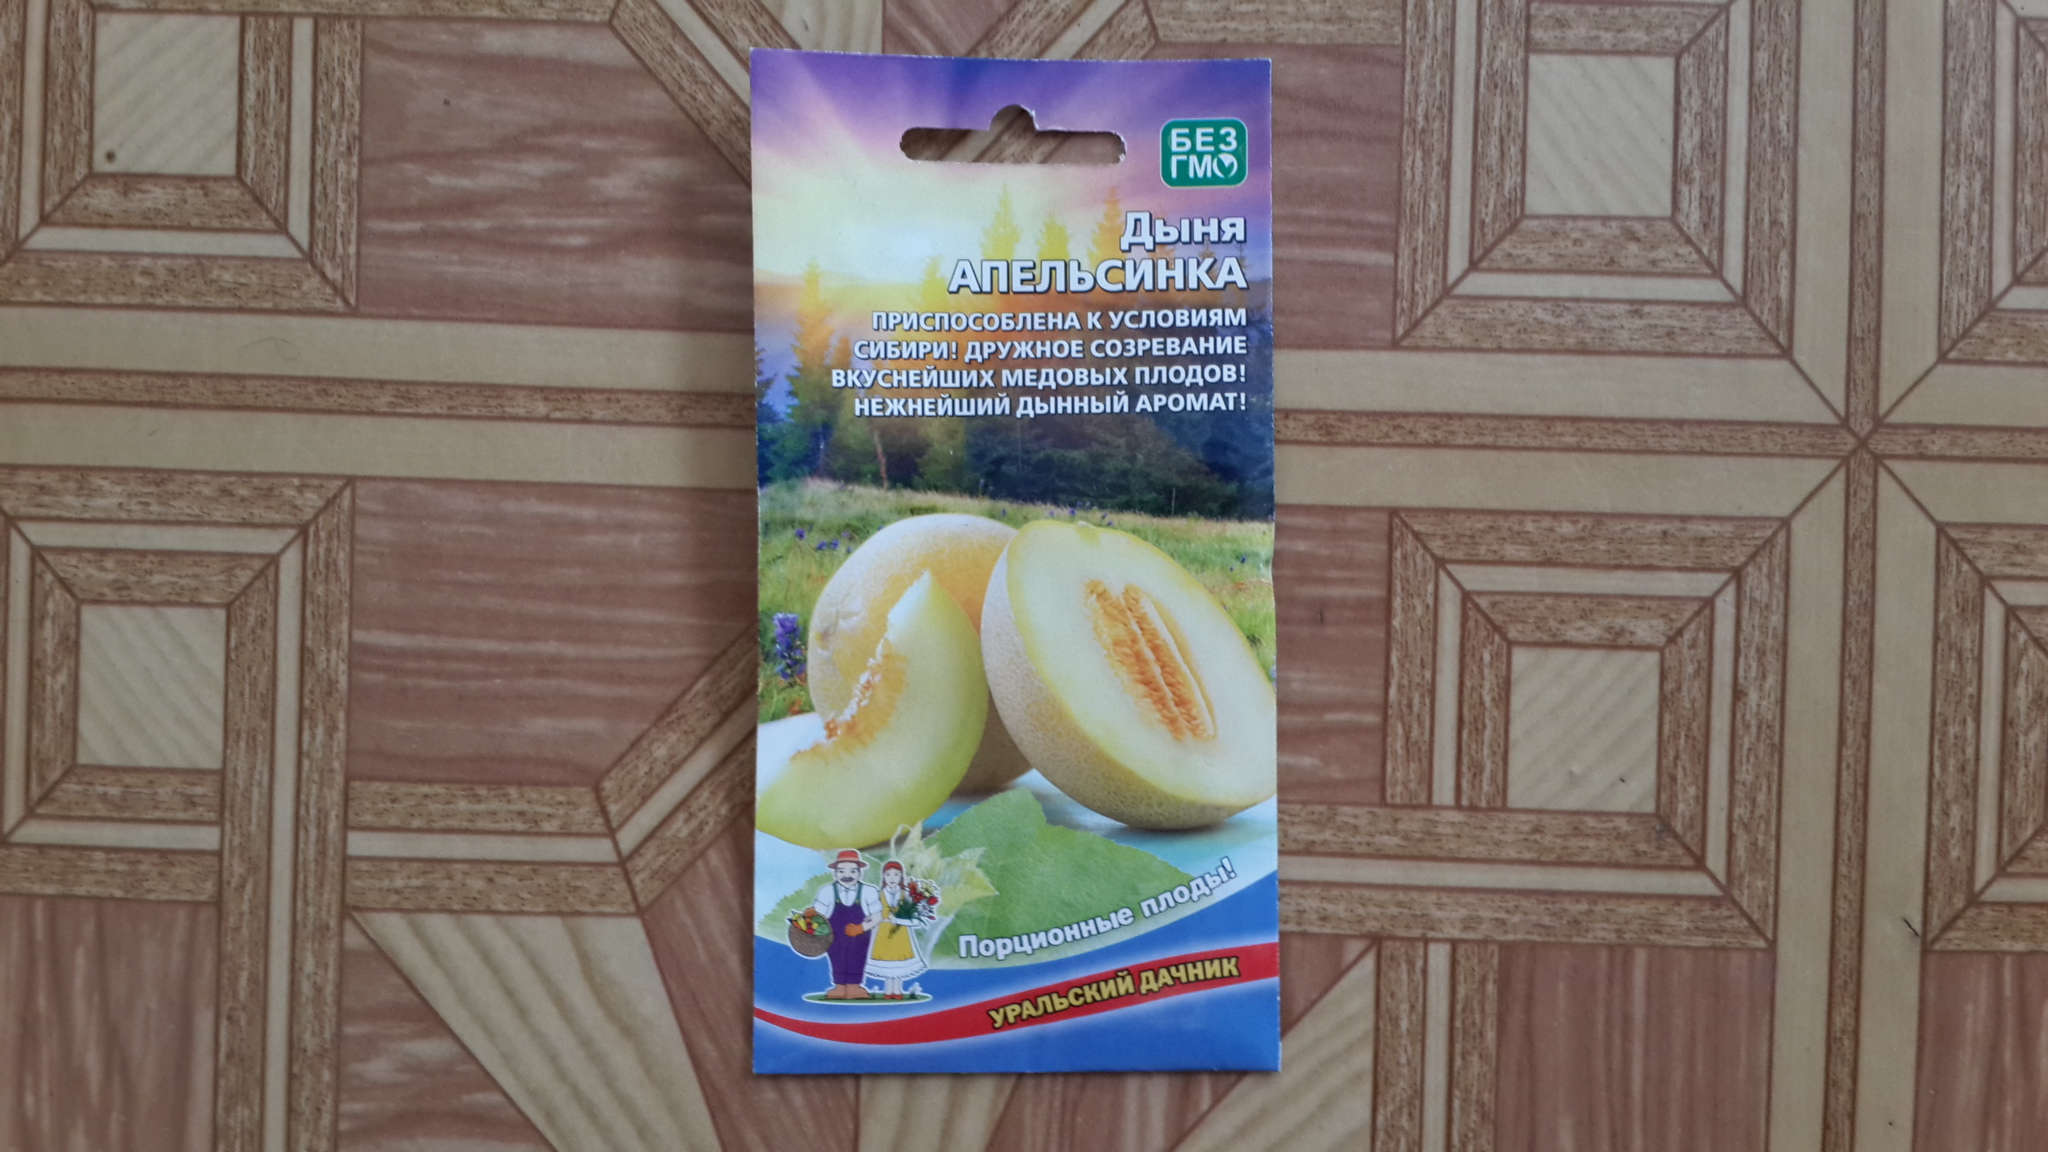 БЕЗ
ГМО
Дыня
АПЕЛЬСИНКА
ПРИСПОСОБЛЕНА К УСЛОВИЯМ
СИБИРИ! ДРУЖНОЕ СОЗРЕВАНИЕ
ВКУСНЕЙШИХ МЕДОВЫХ ПЛОДОВ!
НЕЖНЕЙШИЙ ДЫННЫЙ АРОМАТ!
Порционные плоды!
УРАЛЬСКИЙ ДАЧНИК